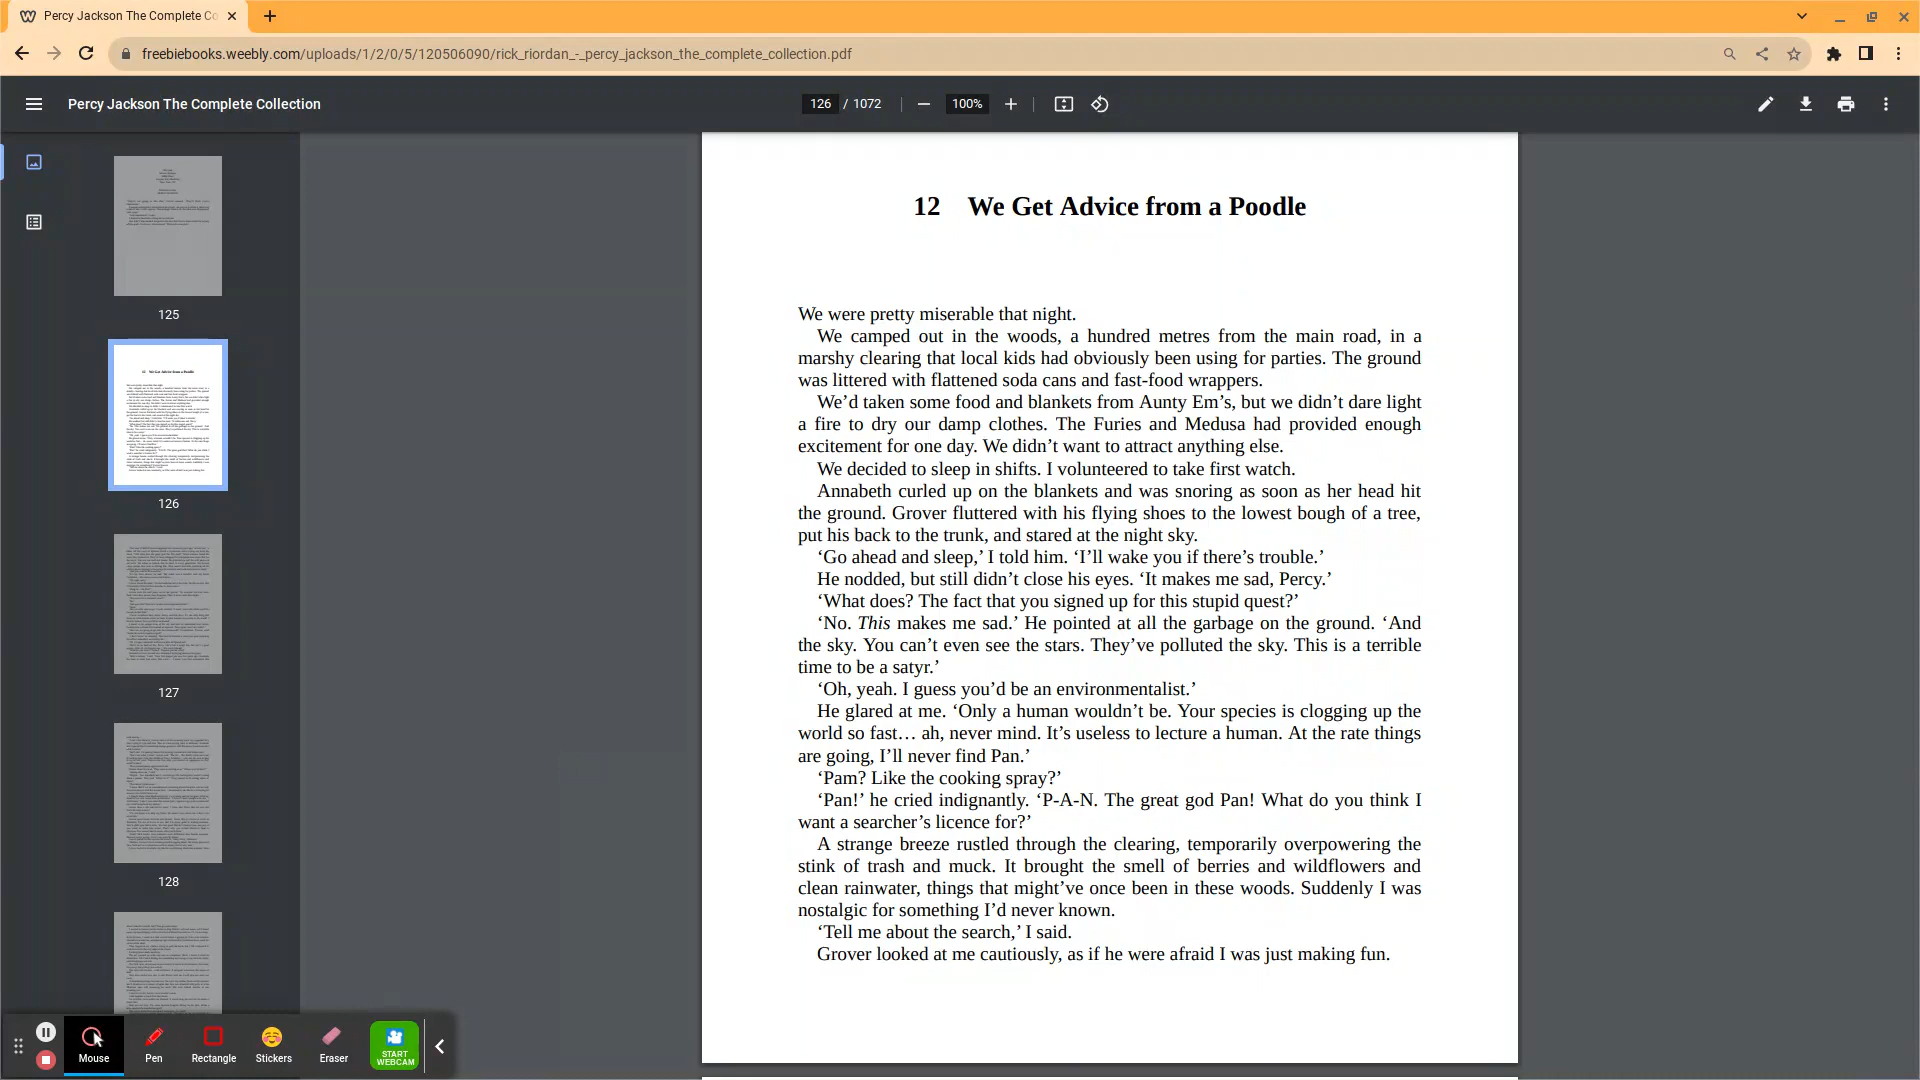 Percy Jackson The Complete Co
freebiebooks.weebly.com/uploads/1/2/0/5/120506090/rick_riordan_-_percy_jackson_the_complete_collection.pdf
Percy Jackson The Complete Collection
126 / 1072
100%
125
126
127
128
12 We Get Advice from a Poodle
We were pretty miserable that night.
We camped out in the woods, a hundred metres from the main road, in a
marshy clearing that local kids had obviously been using for parties. The ground
was littered with flattened soda cans and fast-food wrappers.
We’d taken some food and blankets from Aunty Em’s, but we didn’t dare light
a fire to dry our damp clothes. The Furies and Medusa had provided enough
excitement for one day. We didn’t want to attract anything else.
We decided to sleep in shifts. I volunteered to take first watch.
Annabeth curled up on the blankets and was snoring as soon as her head hit
the ground. Grover fluttered with his flying shoes to the lowest bough of a tree,
put his back to the trunk, and stared at the night sky.
‘Go ahead and sleep,’ I told him. ‘I’ll wake you if there’s trouble.’
He nodded, but still didn’t close his eyes. ‘It makes me sad, Percy.’
‘What does? The fact that you signed up for this stupid quest?’
‘No. This makes me sad.’ He pointed at all the garbage on the ground. ‘And
the sky. You can’t even see the stars. They’ve polluted the sky. This is a terrible
time to be a satyr.’
‘Oh, yeah. I guess you’d be an environmentalist.’
He glared at me. ‘Only a human wouldn’t be. Your species is clogging up the
world so fast… ah, never mind. It’s useless to lecture a human. At the rate things
are going, I’ll never find Pan.’
‘Pam? Like the cooking spray?’
‘Pan!’ he cried indignantly. ‘P-A-N. The great god Pan! What do you think I
want a searcher’s licence for?’
A strange breeze rustled through the clearing, temporarily overpowering the
stink of trash and muck. It brought the smell of berries and wildflowers and
clean rainwater, things that might’ve once been in these woods. Suddenly I was
nostalgic for something I’d never known.
‘Tell me about the search,’ I said.
Grover looked at me cautiously, as if he were afraid I was just making fun.
Mouse
Pen
Rectangle
Stickers
Eraser
START
WEBCAM